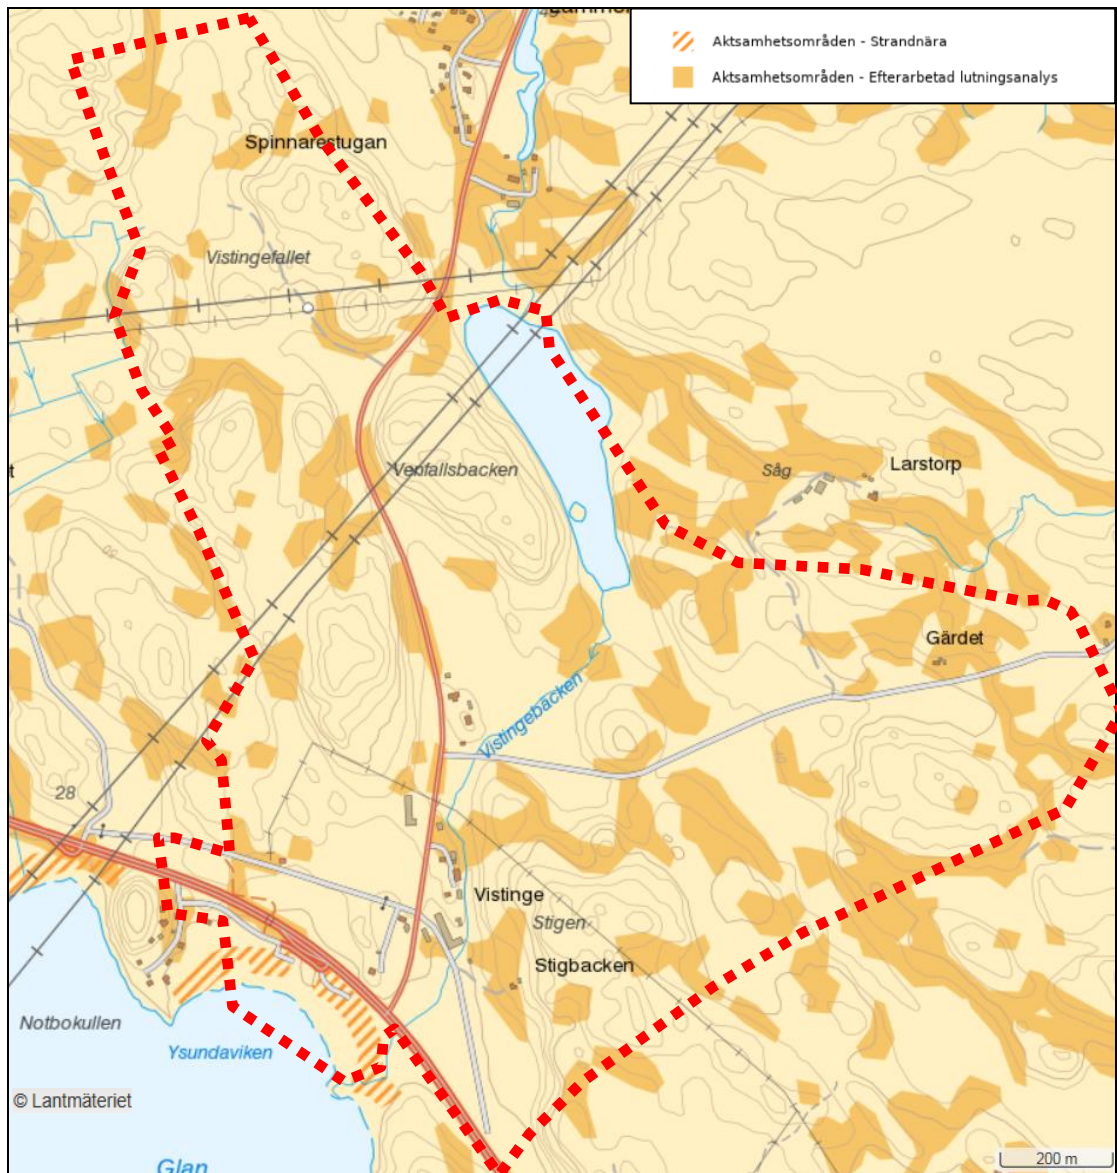 Aktsamhetsområden - Strandnära
Aktsamhetsområden - Efterarbetad lutningsanalys
Spinnarestugan
Vistingefallet
Venfallsbacken
Såg
Larstorp
t
Gärdet
Vistingebäcken
28
Vistinge
Stigen
Stigbacken
Notbokullen
Ysundaviken
© Lantmäteriet
Glan
200 m